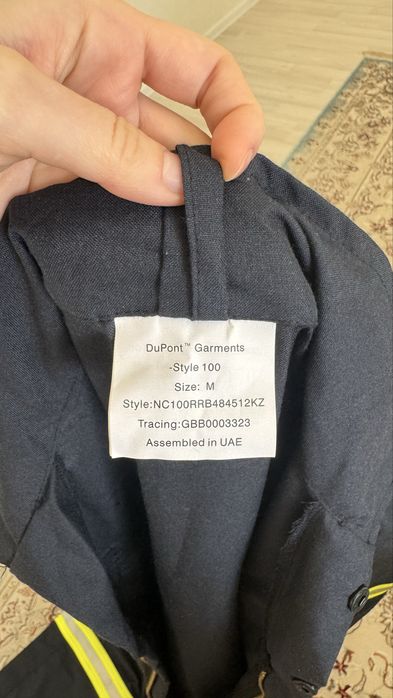 DuPont™ Garments
-Style 100
Size: M
Style:NC100RRB484512KZ
Tracing:GBB0003323
Assembled in UAE